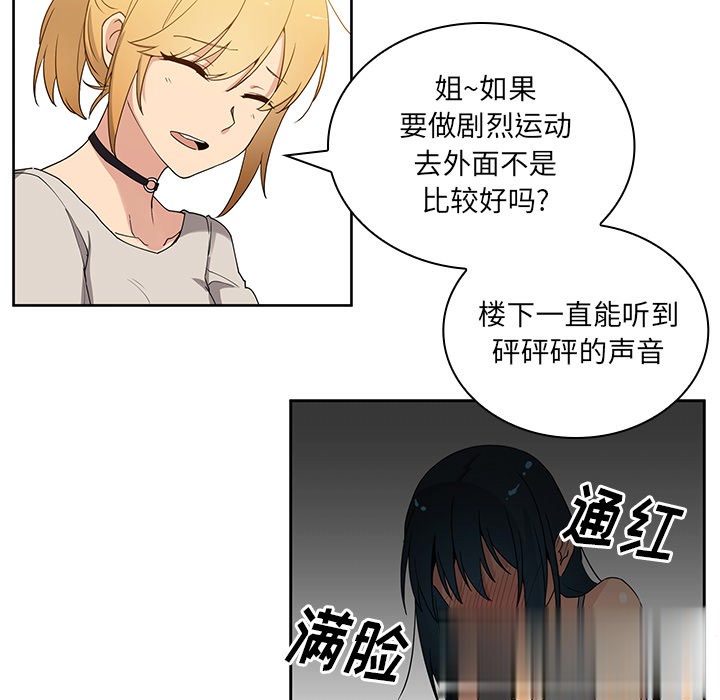 姐~如果
要做剧烈运动
去外面不是
比较好吗?
楼下一直能听到
砰砰砰的声音
满脸
通红